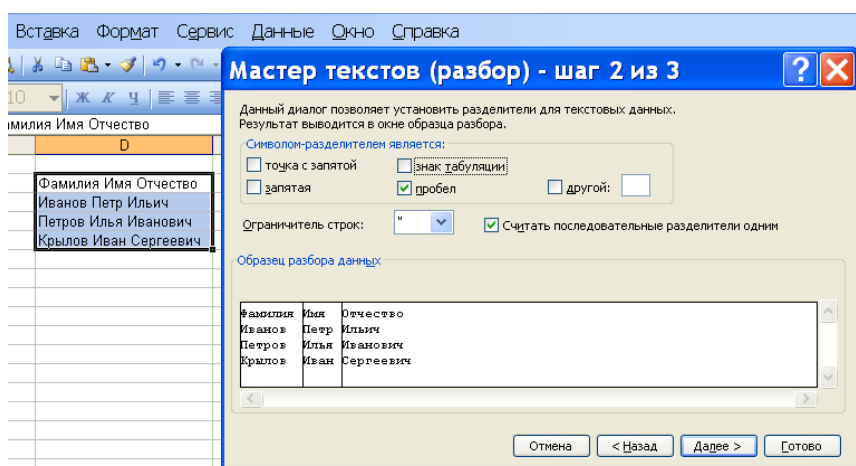 Вставка Формат Сервис Данные Окно Справка
10 Ж К Ч
амилия Имя Отчество
D
Фамилия Имя Отчество
Иванов Петр Ильич
Петров Илья Иванович
Крылов Иван Сергеевич
Мастер текстов (разбор) - шаг 2 из 3
Данный диалог позволяет установить разделители для текстовых данных.
Результат выводится в окне образца разбора.
Символом-разделителем является:
точка с запятой знак табуляции
запятая пробел другой:
Ограничитель строк: " Считать последовательные разделители одним
Образец разбора данных
Фамилия Имя Отчество
Иванов Петр Ильич
Петров Илья Иванович
Крылов Иван Сергеевич
Отмена < Назад Далее > Готово